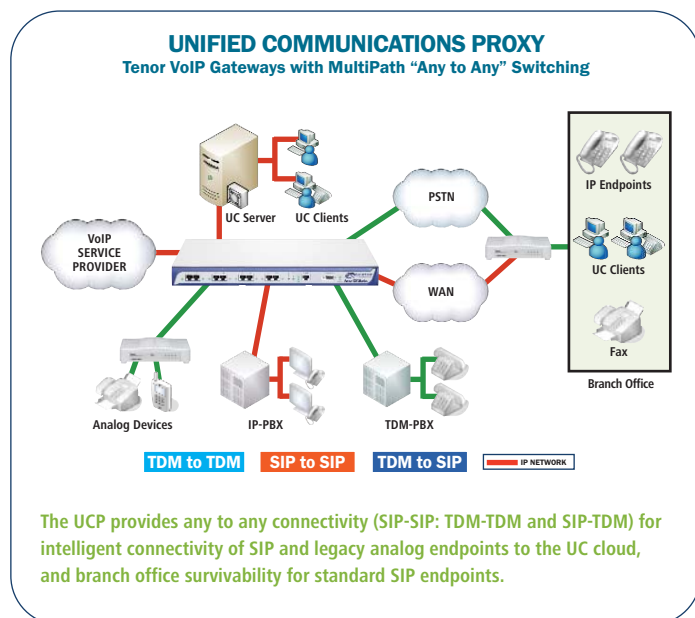 UNIFIED COMMUNICATIONS PROXY
Tenor VoIP Gateways with MultiPath “Any to Any” Switching
UC Server
UC Clients
PSTN
IP Endpoints
VoIP
SERVICE
PROVIDER
WAN
UC Clients
Fax
Branch Office
Analog Devices
IP-PBX
TDM-PBX
TDM to TDM
SIP to SIP
TDM to SIP
IP NETWORK
The UCP provides any to any connectivity (SIP-SIP: TDM-TDM and SIP-TDM) for
intelligent connectivity of SIP and legacy analog endpoints to the UC cloud,
and branch office survivability for standard SIP endpoints.